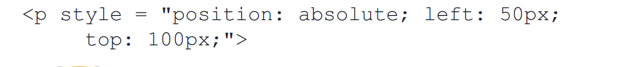 <p style = "position: absolute; left: 50px;
top: 100px;">